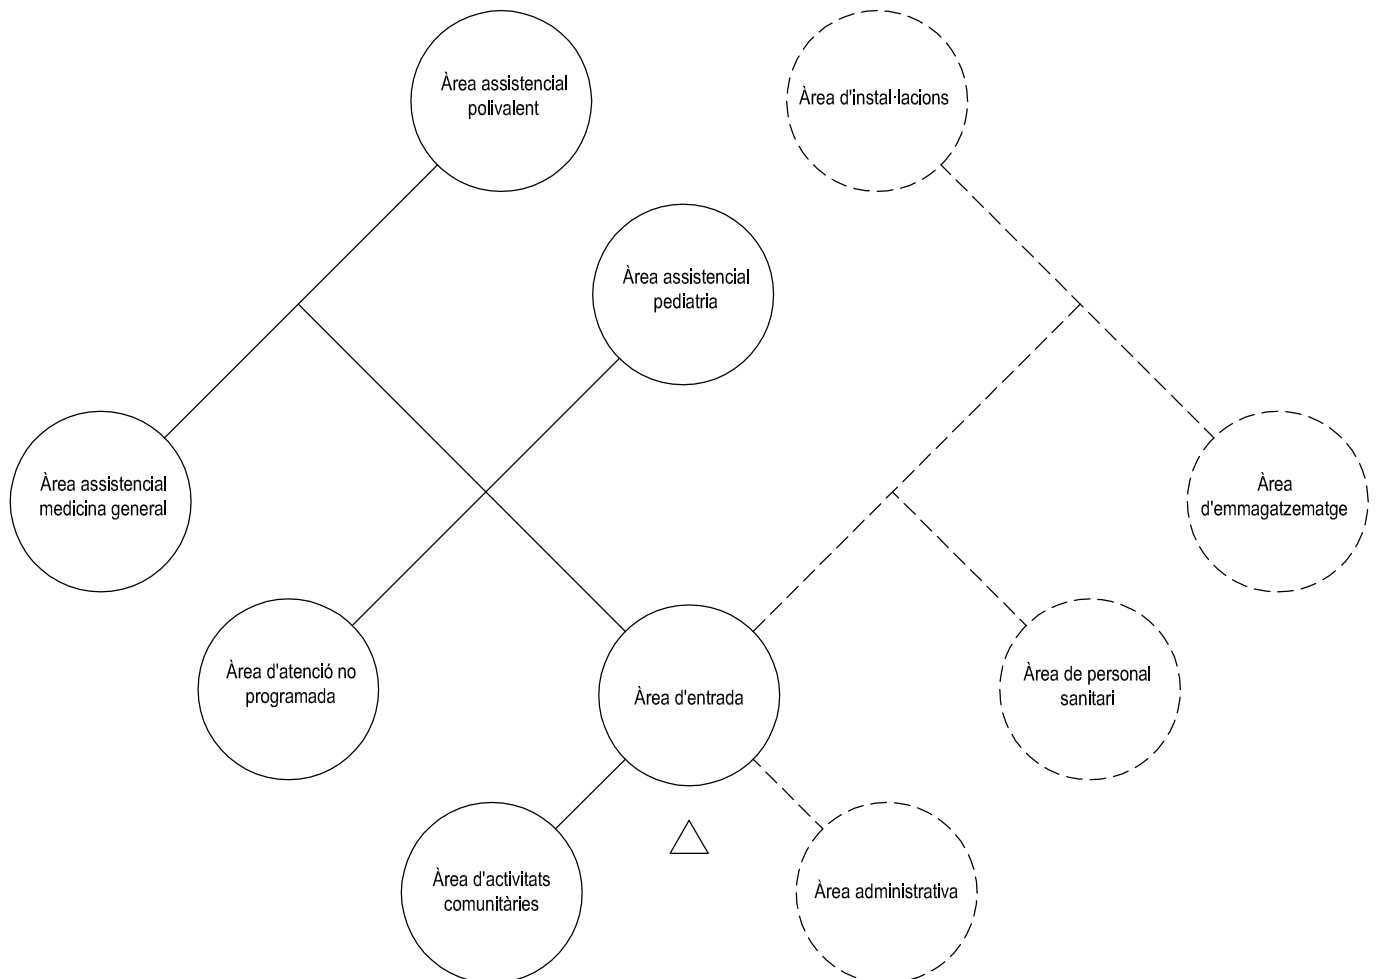 Àrea assistencial
polivalent
Àrea d'instal·lacions
Àrea assistencial
pediatria
Àrea assistencial
medicina general
Àrea
d'emmagatzematge
Àrea d'atenció no
programada
Àrea d'entrada
Àrea de personal
sanitari
Àrea d'activitats
comunitàries
Àrea administrativa